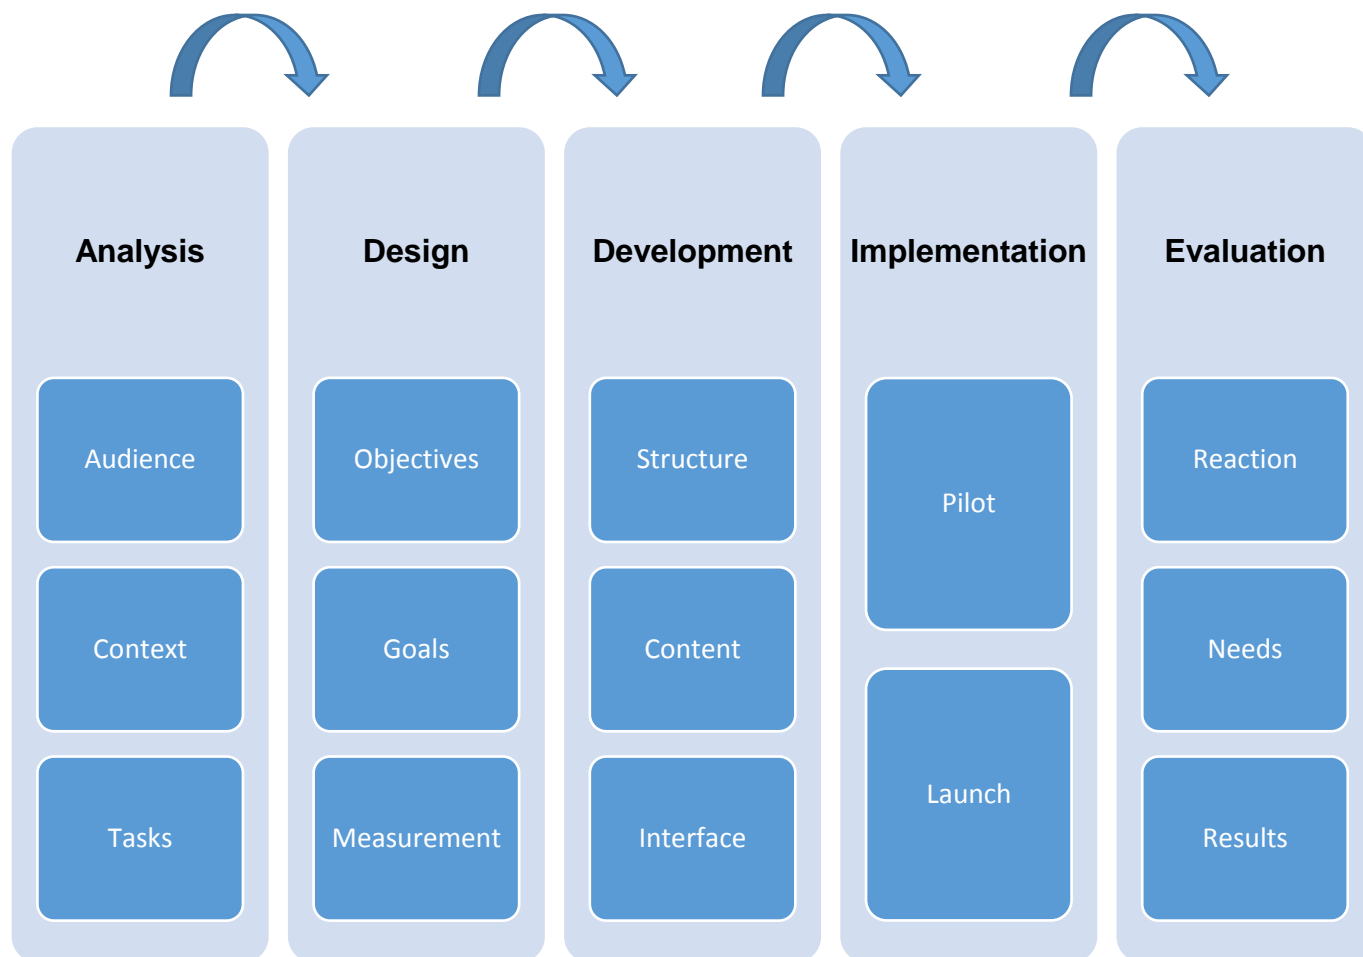 Analysis
Audience
Context
Tasks
Design
Objectives
Goals
Measurement
Development
Structure
Content
Interface
Implementation
Pilot
Launch
Evaluation
Reaction
Needs
Results